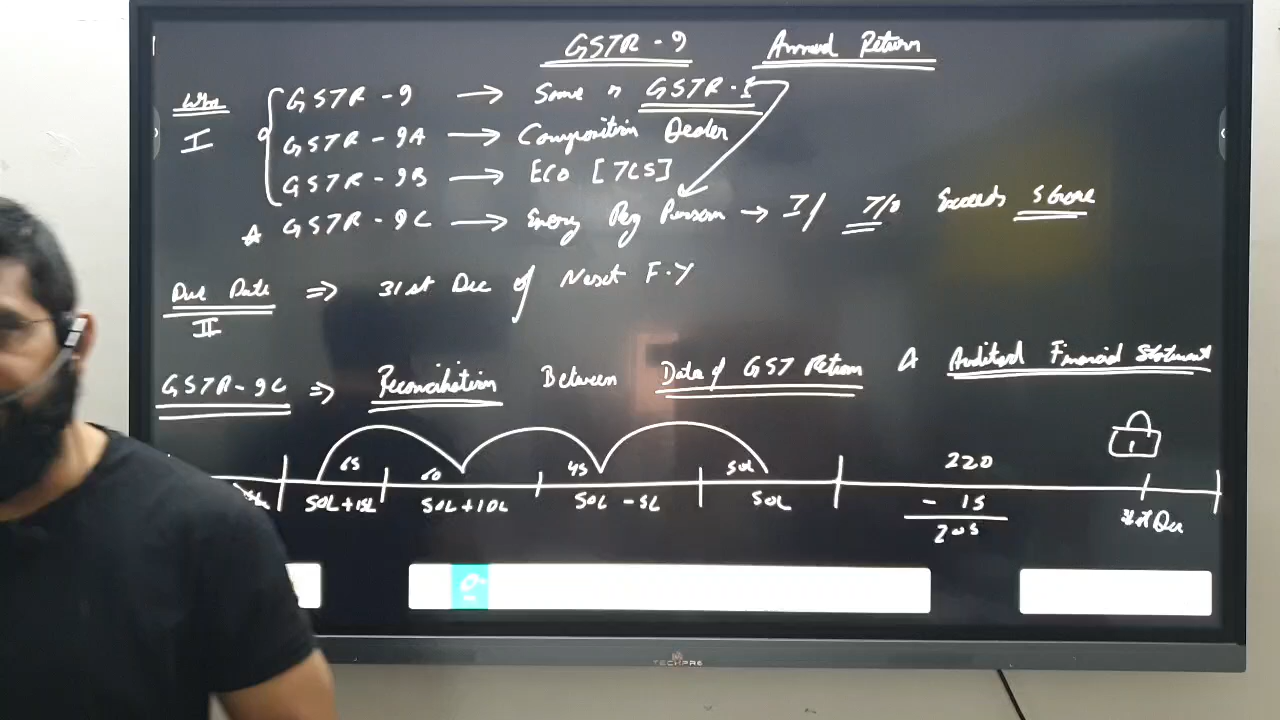 GSTR-9 Annual Return
Who
I
GSTR-9 → Same as GSTR-I
GSTR-9A → Composition Dealer
GSTR-9B → ECO [TCS]
GSTR-9C → Every Reg Person → I/ T/O Exceeds 5 Crore
Due Date ⇒ 31st Dec of Next F.Y
II
GSTR-9C ⇒ Reconciliation Between Data of GST Return & Audited Financial Statement
65 60 45 50L 220
50L+15L 50L+10L 50L-5L 50L - 15 31st Dec
205
TECHPRO